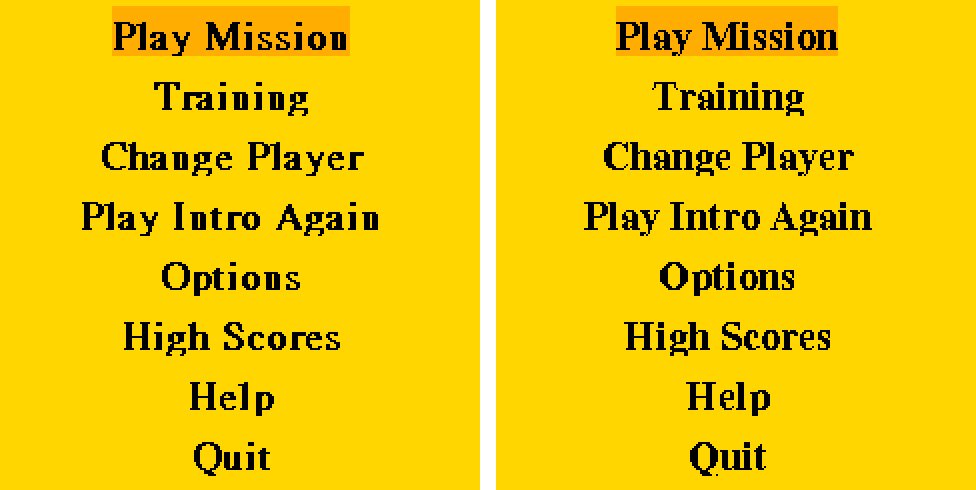 Play Mission
Training
Change Player
Play Intro Again
Options
High Scores
Help
Quit
Play Mission
Training
Change Player
Play Intro Again
Options
High Scores
Help
Quit